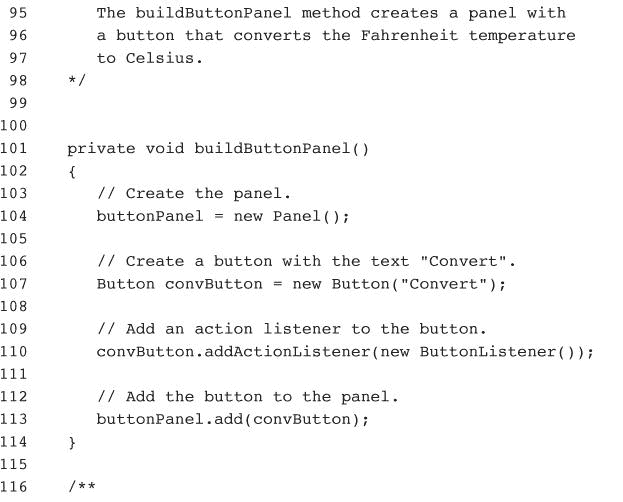 95       The buildButtonPanel method creates a panel with
96       a button that converts the Fahrenheit temperature
97       to Celsius.
98    */
99
100
101    private void buildButtonPanel()
102    {
103       // Create the panel.
104       buttonPanel = new Panel();
105
106       // Create a button with the text "Convert".
107       Button convButton = new Button("Convert");
108
109       // Add an action listener to the button.
110       convButton.addActionListener(new ButtonListener());
111
112       // Add the button to the panel.
113       buttonPanel.add(convButton);
114    }
115
116    /**